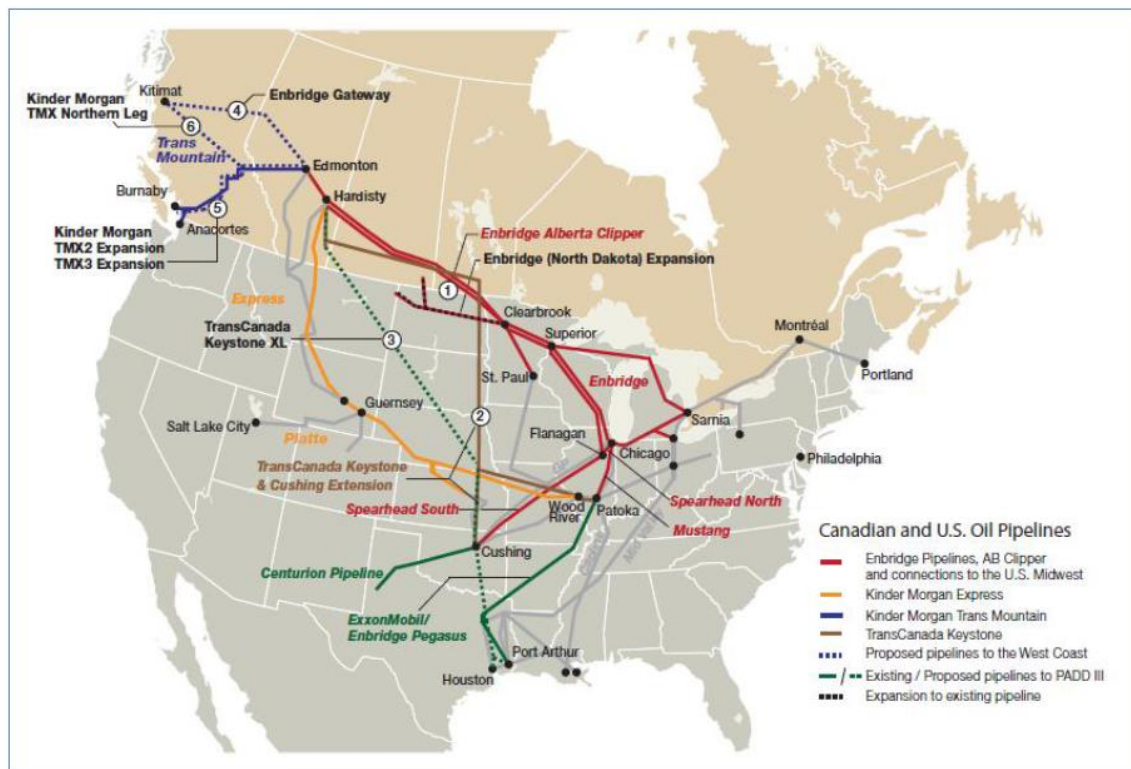 Kitimat
Kinder Morgan
TMX Northern Leg
4
Enbridge Gateway
6
Trans
Mountain
Edmonton
Burnaby
Hardisty
5
Anacortes
Kinder Morgan
TMX2 Expansion
TMX3 Expansion
Enbridge Alberta Clipper
Enbridge (North Dakota) Expansion
1
Express
Clearbrook
TransCanada
Keystone XL
3
Superior
Montréal
St. Paul
Enbridge
Portland
Guernsey
2
Sarnia
Salt Lake City
Flanagan
Chicago
Platte
Philadelphia
TransCanada Keystone
& Cushing Extension
Spearhead South
Wood
River
Patoka
Spearhead North
Mustang
Cushing
Centurion Pipeline
ExxonMobil/
Enbridge Pegasus
Port Arthur
Houston
Canadian and U.S. Oil Pipelines
Enbridge Pipelines, AB Clipper
and connections to the U.S. Midwest
Kinder Morgan Express
Kinder Morgan Trans Mountain
TransCanada Keystone
Proposed pipelines to the West Coast
/ Existing / Proposed pipelines to PADD III
Expansion to existing pipeline